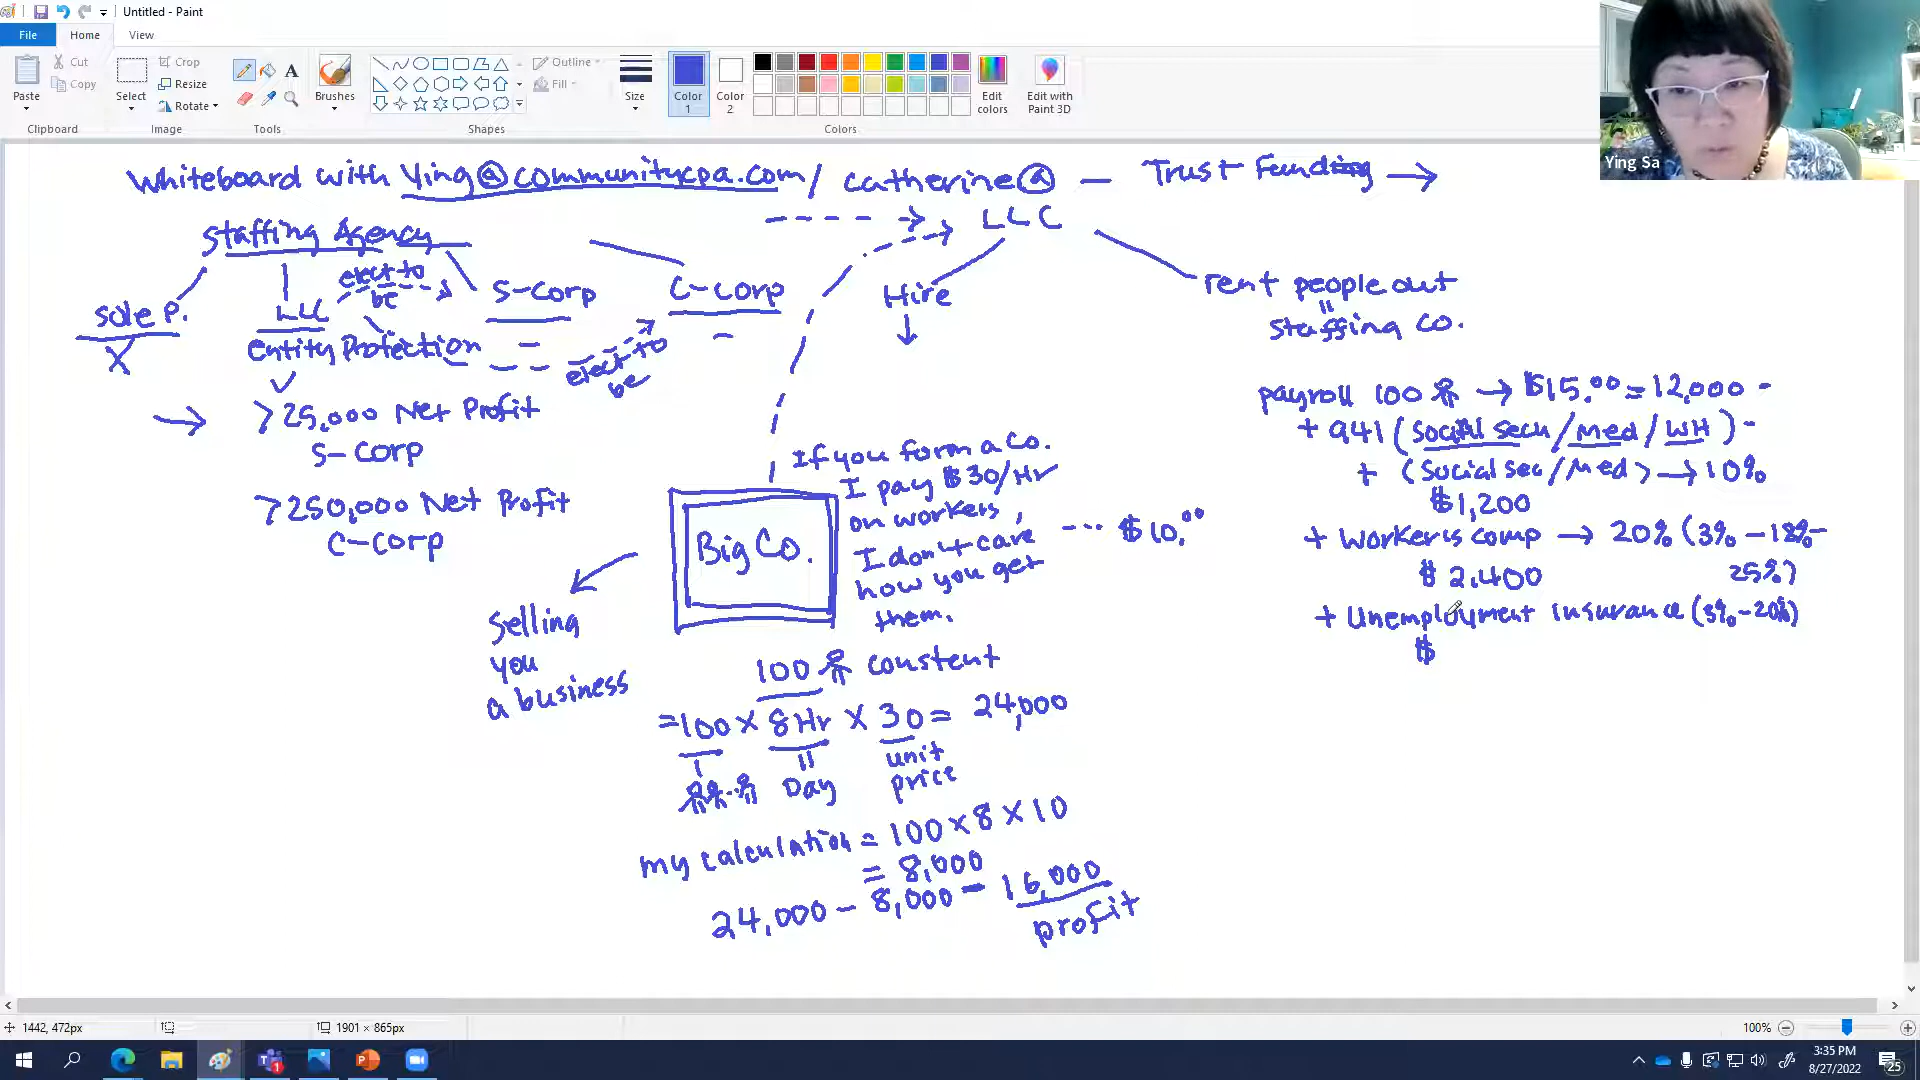 Untitled - Paint
File Home View
Paste
Cut
Copy
Clipboard
Select
Crop
Resize
Rotate
Image
Tools
Brushes
Outline
Fill
Shapes
Size
Color 1
Color 2
Edit colors
Edit with Paint 3D
Colors
Ying Sa
Whiteboard with Ying@communitycpa.com/ catherine@ — Trust Funding →
Staffing Agency
sole P.
X
LLC
elect to be
S-Corp
C-Corp
entity Protection
elect to be
→ >25,000 Net Profit
S-Corp
>250,000 Net Profit
C-Corp
LLC
Hire
rent people out
"
staffing Co.
Big Co.
If you form a Co.
I pay $30/Hr
on workers,
I don't care
how you get
them.
--- $10.00
Selling
you
a business
100 constent
=100 X 8 Hr X 30 = 24,000
Day
unit price
my calculation = 100 x 8 x 10
= 8,000
24,000 - 8,000 - 16,000
profit
payroll 100 → $15.00 = 12,000 -
+ 941 (Social Secu/Med/WH) -
+ (Social sec/Med) → 10%
$1,200
+ Worker's comp → 20% (3% - 18% -
$2,400 25%)
+ Unemployment insurance (3% - 20%)
$
1442, 472px
1901 × 865px
100%
1
3:35 PM
8/27/2022
25